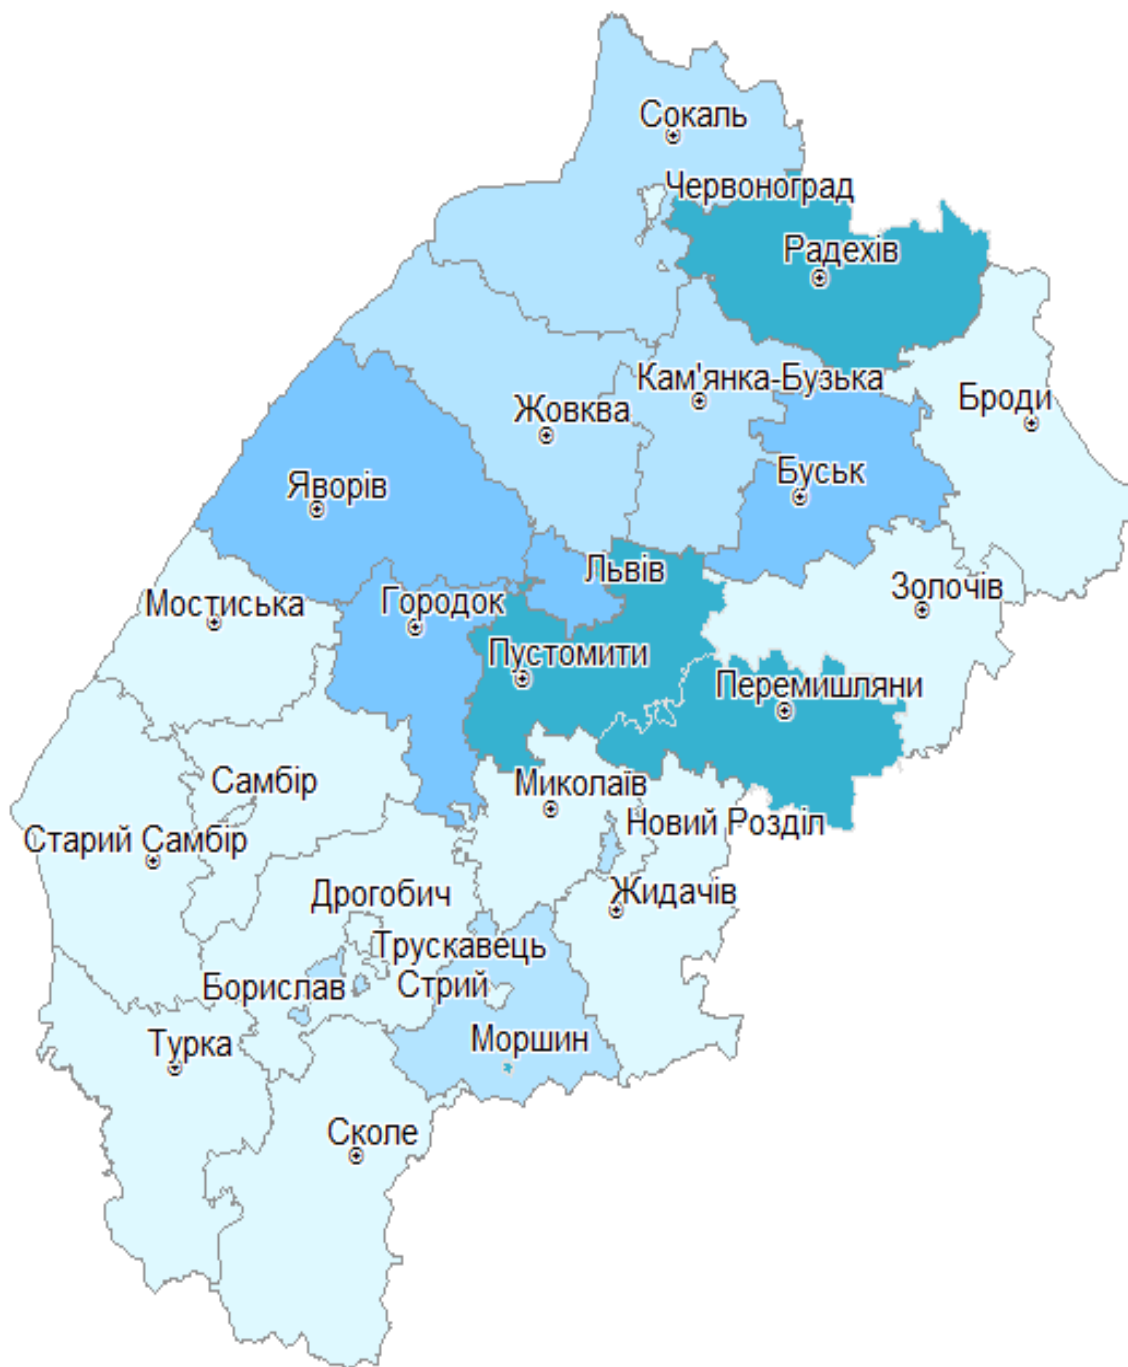 Сокаль
Червоноград
Радехів
Кам'янка-Бузька
Броди
Жовква
Буськ
Яворів
Львів
Золочів
Мостиська
Городок
Пустомити
Перемишляни
Самбір
Миколаїв
Новий Розділ
Старий Самбір
Дрогобич
Жидачів
Трускавець
Борислав
Стрий
Турка
Моршин
Сколе